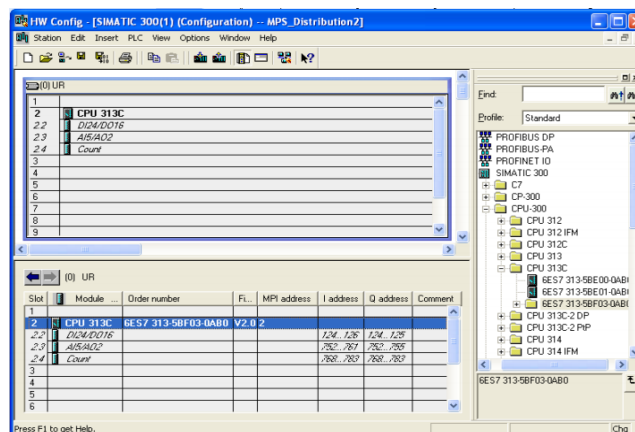 HW Config - [SIMATIC 300(1) (Configuration) -- MPS_Distribution2]
Station Edit Insert PLC View Options Window Help
(0) UR
1
2 CPU 313C
2.2 DI24/DO16
2.3 AI5/AO2
2.4 Count
3
4
5
6
7
8
9
Find:
Profile: Standard
PROFIBUS DP
PROFIBUS-PA
PROFINET IO
SIMATIC 300
C7
CP-300
CPU-300
CPU 312
CPU 312 IFM
CPU 312C
CPU 313
CPU 313C
6ES7 313-5BE00-0AB0
6ES7 313-5BE01-0AB0
6ES7 313-5BF03-0AB0
CPU 313C-2 DP
CPU 313C-2 PtP
CPU 314
CPU 314 IFM
6ES7 313-5BF03-0AB0
(0) UR
Slot Module ... Order number Fi... MPI address I address Q address Comment
1
2 CPU 313C 6ES7 313-5BF03-0AB0 V2.0 2
2.2 DI24/DO16 124...126 124...125
2.3 AI5/AO2 752...761 752...755
2.4 Count 768...783 768...783
3
4
5
6
Press F1 to get Help.
Chg